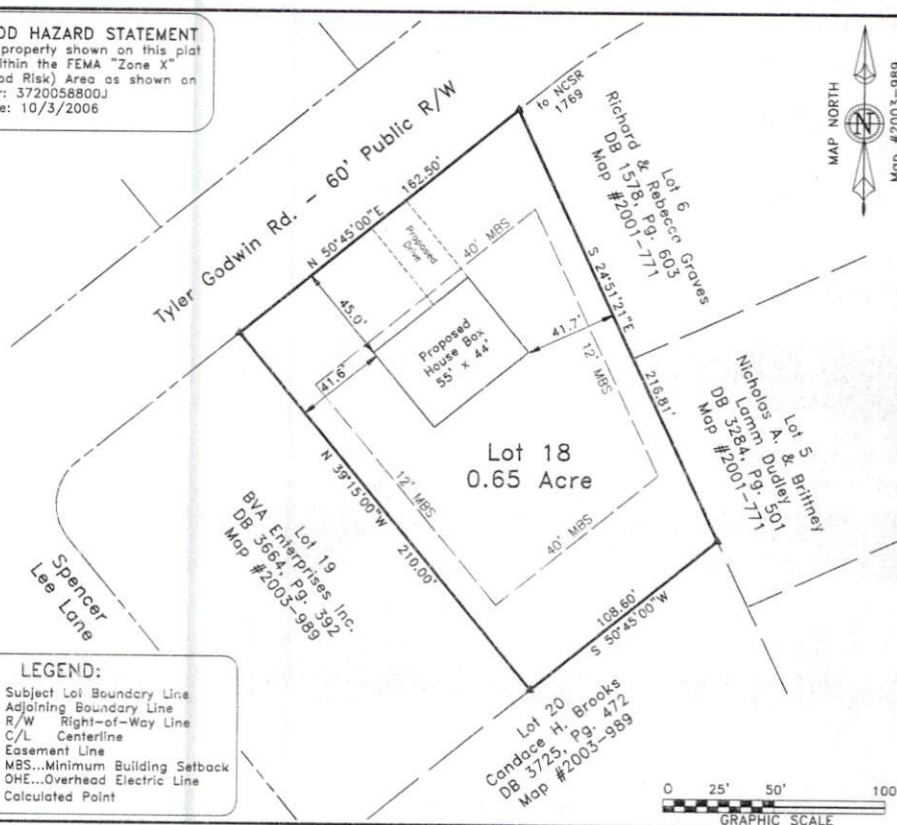 OD HAZARD STATEMENT
property shown on this plat
ithin the FEMA "Zone X"
od Risk) Area as shown on
r: 3720058800J
e: 10/3/2006
Tyler Godwin Rd. - 60' Public R/W
to NCSR
1769
MAP NORTH
N
Map #2003-989
Lot 6
Richard & Rebecca Graves
DB 1578, Pg. 603
Map #2001-771
N 50°45'00"E
162.50'
Proposed
Drive
40' MBS
45.0'
Proposed
House Box
55' x 44'
41.7'
41.6'
S 24°51'21"E
216.81'
12' MBS
Lot 5
Nicholas A. & Brittney
Lamm Dudley
DB 3284, Pg. 501
Map #2001-771
Lot 18
0.65 Acre
12' MBS
N 39°15'00"W
210.00'
40' MBS
Lot 19
BVA Enterprises Inc.
DB 3664, Pg. 392
Map #2003-989
108.60'
S 50°45'00"W
Spencer
Lee Lane
Lot 20
Candace H. Brooks
DB 3725, Pg. 472
Map #2003-989
LEGEND:
Subject Lot Boundary Line
Adjoining Boundary Line
R/W Right-of-Way Line
C/L Centerline
Easement Line
MBS...Minimum Building Setback
OHE...Overhead Electric Line
Calculated Point
0 25' 50' 100
GRAPHIC SCALE